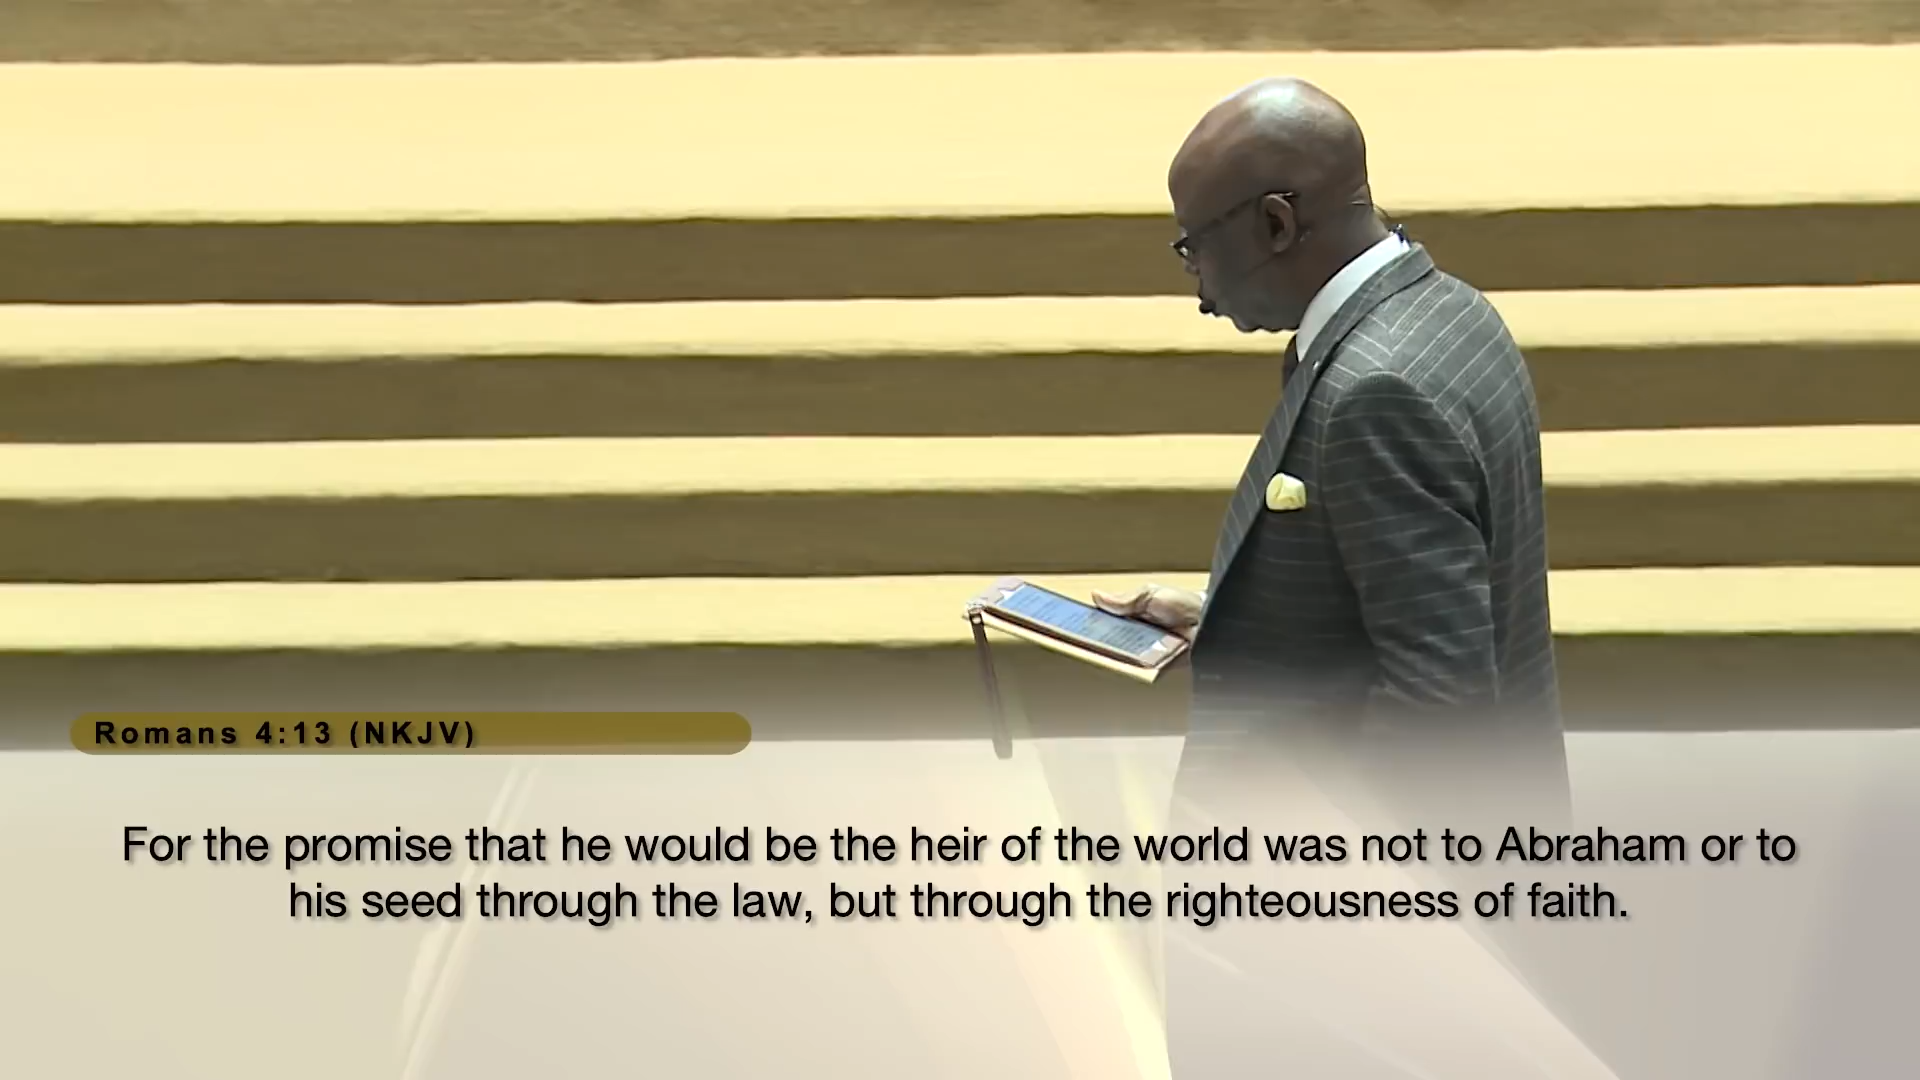 Romans 4:13 (NKJV)
For the promise that he would be the heir of the world was not to Abraham or to
his seed through the law, but through the righteousness of faith.